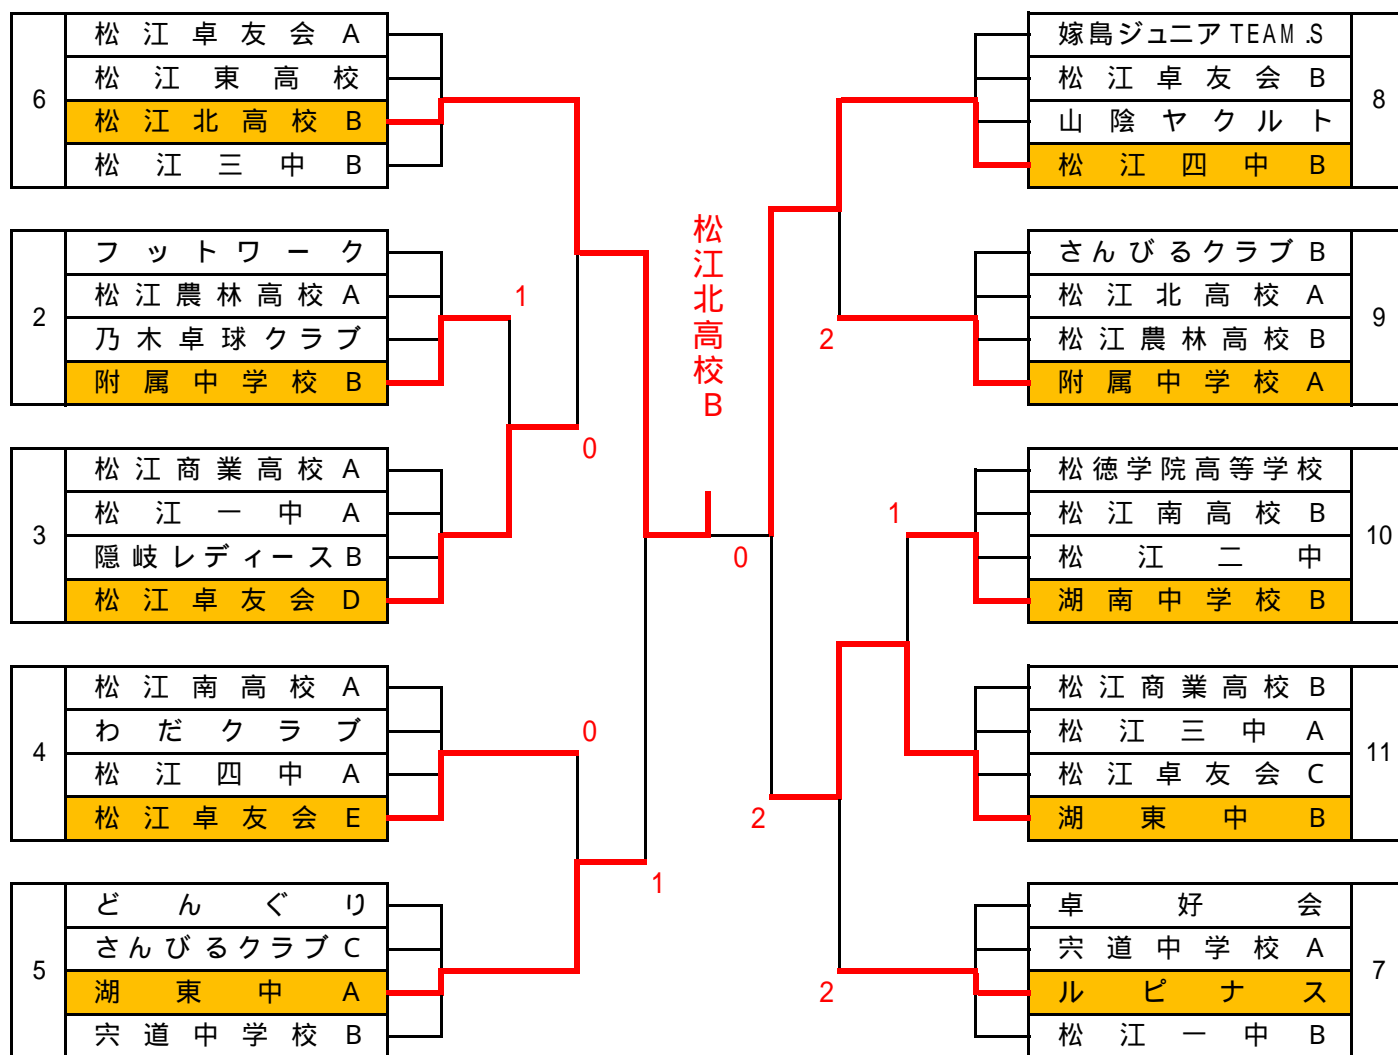 6
松江卓友会A
松江東高校
松江北高校B
松江三中B
2
フットワーク
松江農林高校A
乃木卓球クラブ
附属中学校B
3
松江商業高校A
松江一中A
隠岐レディースB
松江卓友会D
4
松江南高校A
わだクラブ
松江四中A
松江卓友会E
5
どんぐり
さんびるクラブC
湖東中A
宍道中学校B
1
0
0
1
松江北高校B
0
2
2
1
2
嫁島ジュニアTEAM.S
松江卓友会B
山陰ヤクルト
松江四中B
8
さんびるクラブB
松江北高校A
松江農林高校B
附属中学校A
9
松徳学院高等学校
松江南高校B
松江二中
湖南中学校B
10
松江商業高校B
松江三中A
松江卓友会C
湖東中B
11
卓好会
宍道中学校A
ルピナス
松江一中B
7